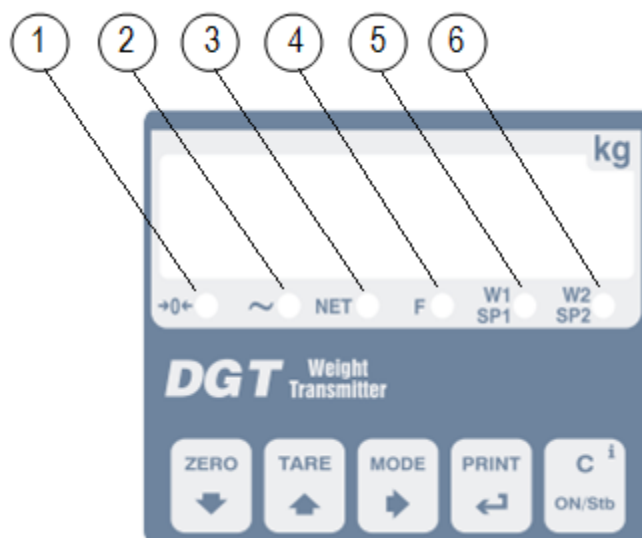 1 2 3 4 5 6
kg
→0← ~ NET F W1 SP1 W2 SP2
DGT Weight Transmitter
ZERO TARE MODE PRINT C i
ON/Stb